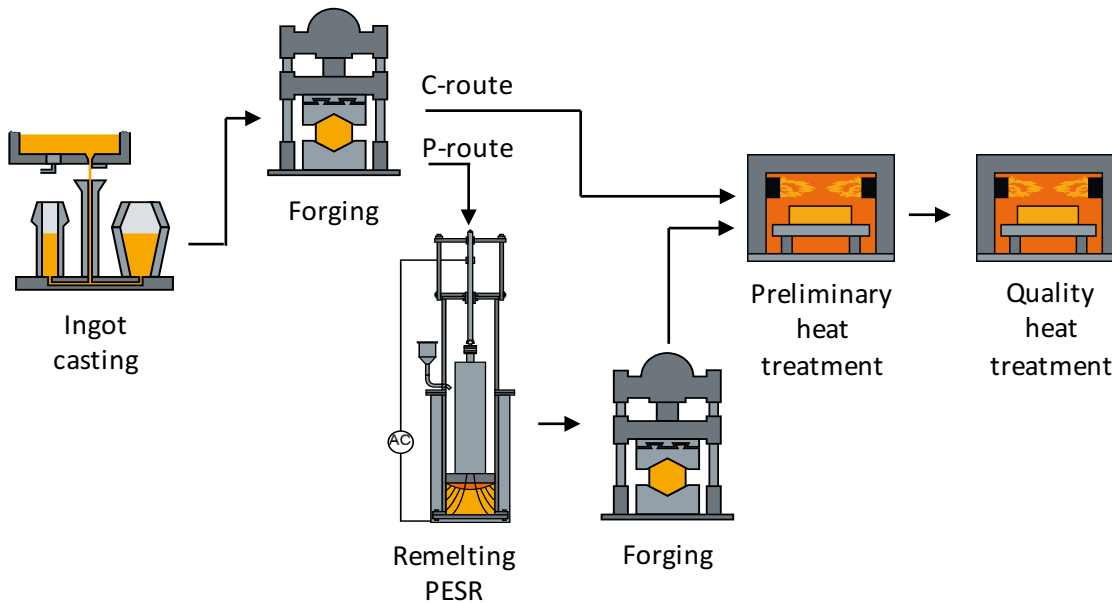 C-route
P-route
Forging
Ingot
casting
Preliminary
heat
treatment
Quality
heat
treatment
AC
Remelting
PESR
Forging